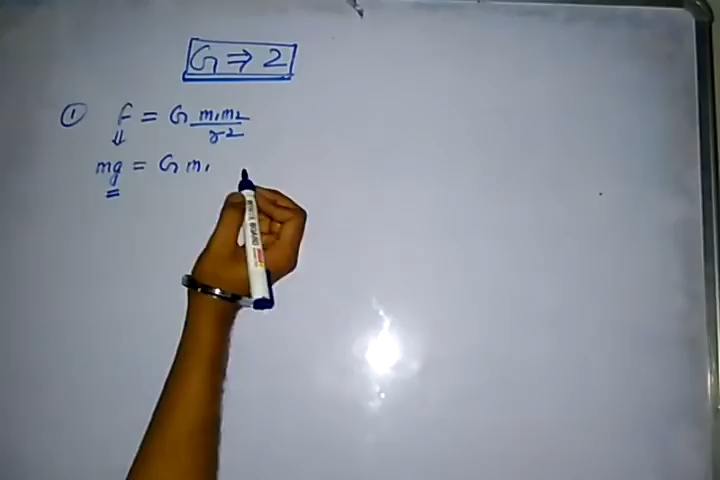 G ⇒ 2
① F = G m₁m₂/r²
⇓
mg = G m₁